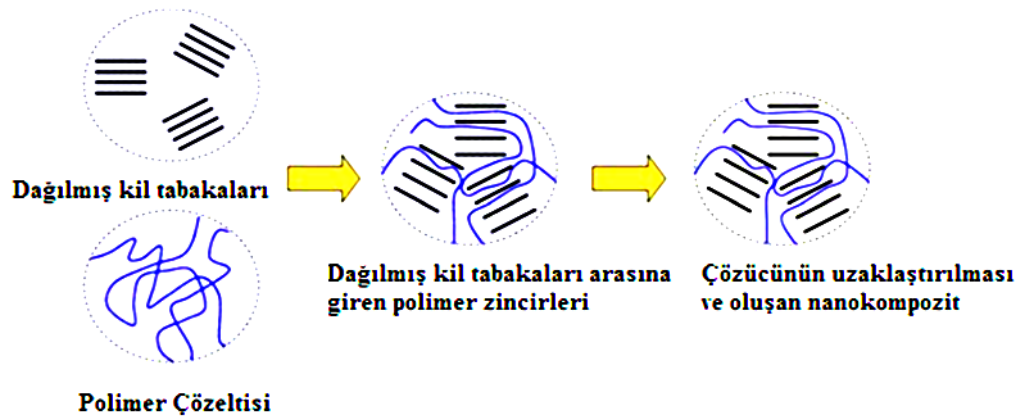 Dağılmış kil tabakaları
Polimer Çözeltisi
Dağılmış kil tabakaları arasına
giren polimer zincirleri
Çözücünün uzaklaştırılması
ve oluşan nanokompozit